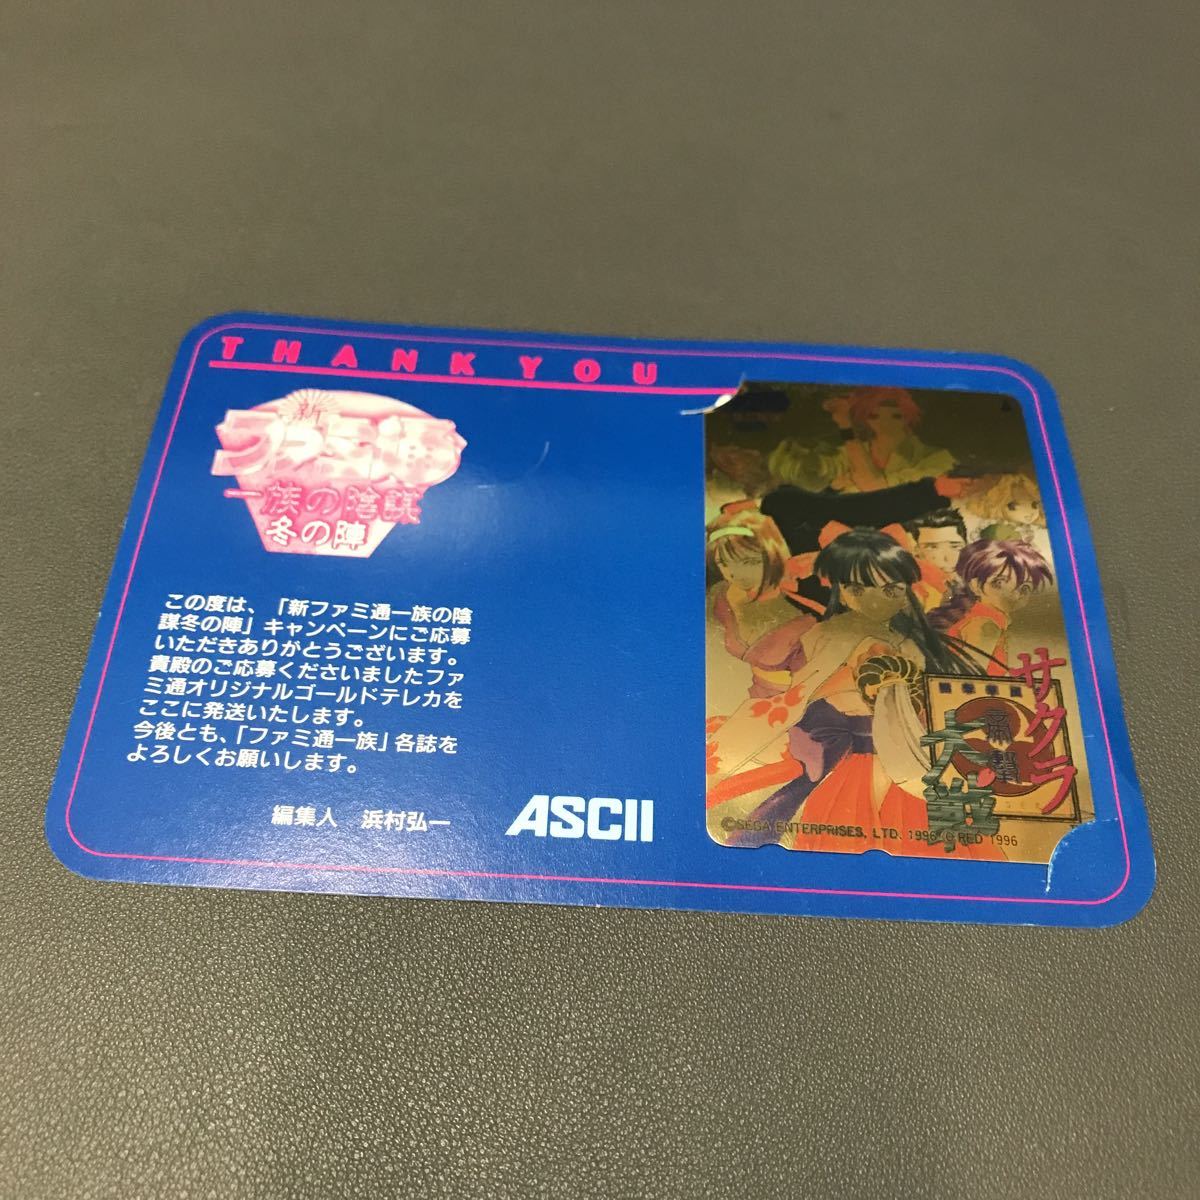 THANK YOU
新
ファミ通
一族の陰謀
冬の陣
この度は、「新ファミ通一族の陰
謀冬の陣」キャンペーンにご応募
いただきありがとうございます。
貴殿のご応募くださいましたファ
ミ通オリジナルゴールドテレカを
ここに発送いたします。
今後とも、「ファミ通一族」各誌を
よろしくお願いします。
編集人 浜村弘一
ASCII
サクラ
大戦
帝撃
©SEGA ENTERPRISES, LTD. 1996 © RED 1996